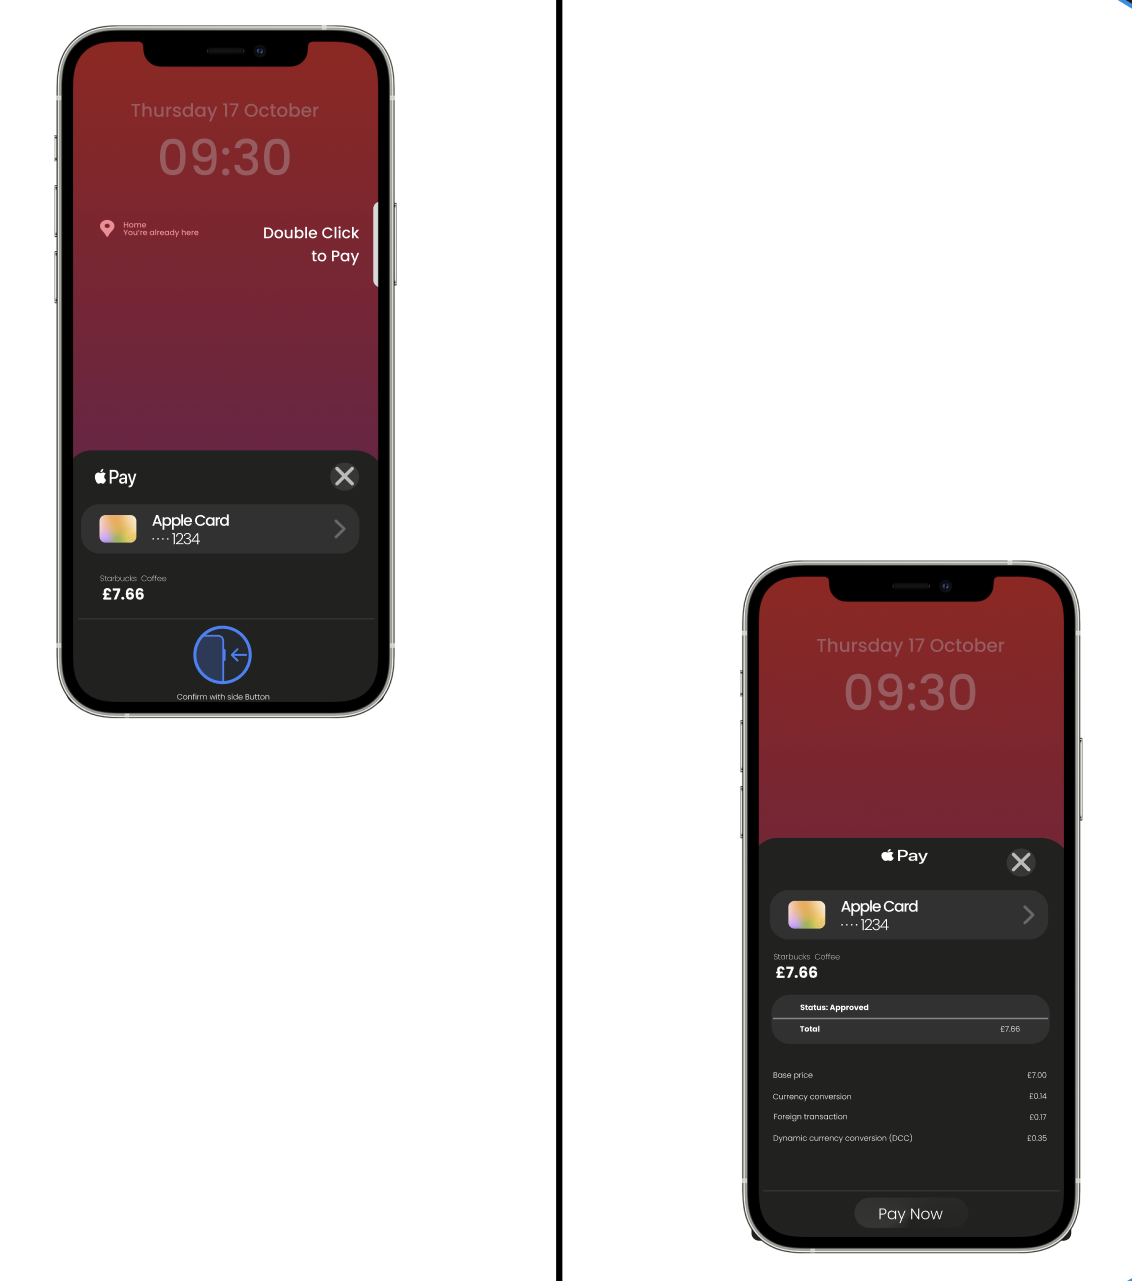 Thursday 17 October
09:30
Home
You're already here
Double Click
to Pay
Pay
Apple Card
···· 1234
Starbucks Coffee
£7.66
Confirm with side Button
Thursday 17 October
09:30
Pay
Apple Card
···· 1234
Starbucks Coffee
£7.66
Status: Approved
Total £7.66
Base price £7.00
Currency conversion £0.14
Foreign transaction £0.17
Dynamic currency conversion (DCC) £0.35
Pay Now